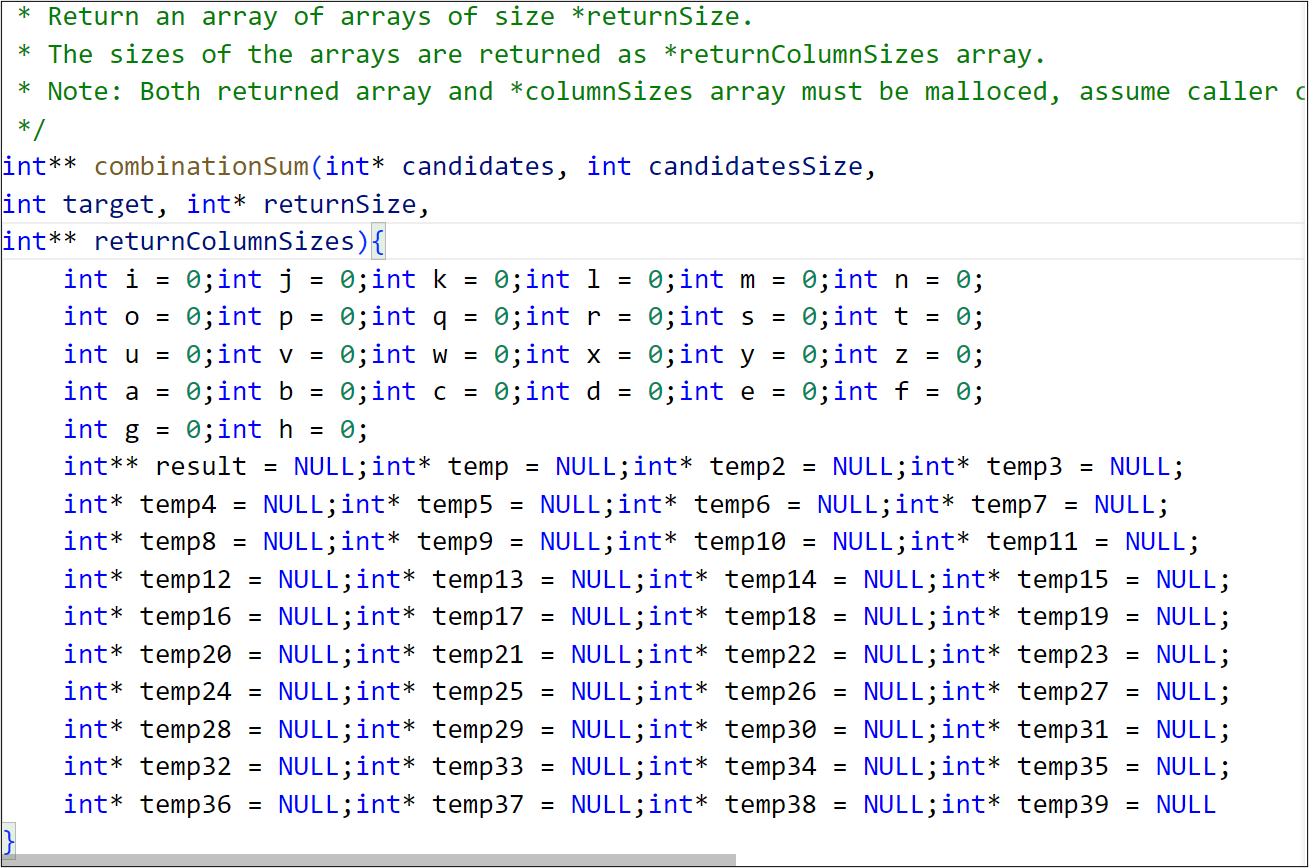 * Return an array of arrays of size *returnSize.
* The sizes of the arrays are returned as *returnColumnSizes array.
* Note: Both returned array and *columnSizes array must be malloced, assume caller c
*/
int** combinationSum(int* candidates, int candidatesSize,
int target, int* returnSize,
int** returnColumnSizes){
int i = 0;int j = 0;int k = 0;int l = 0;int m = 0;int n = 0;
int o = 0;int p = 0;int q = 0;int r = 0;int s = 0;int t = 0;
int u = 0;int v = 0;int w = 0;int x = 0;int y = 0;int z = 0;
int a = 0;int b = 0;int c = 0;int d = 0;int e = 0;int f = 0;
int g = 0;int h = 0;
int** result = NULL;int* temp = NULL;int* temp2 = NULL;int* temp3 = NULL;
int* temp4 = NULL;int* temp5 = NULL;int* temp6 = NULL;int* temp7 = NULL;
int* temp8 = NULL;int* temp9 = NULL;int* temp10 = NULL;int* temp11 = NULL;
int* temp12 = NULL;int* temp13 = NULL;int* temp14 = NULL;int* temp15 = NULL;
int* temp16 = NULL;int* temp17 = NULL;int* temp18 = NULL;int* temp19 = NULL;
int* temp20 = NULL;int* temp21 = NULL;int* temp22 = NULL;int* temp23 = NULL;
int* temp24 = NULL;int* temp25 = NULL;int* temp26 = NULL;int* temp27 = NULL;
int* temp28 = NULL;int* temp29 = NULL;int* temp30 = NULL;int* temp31 = NULL;
int* temp32 = NULL;int* temp33 = NULL;int* temp34 = NULL;int* temp35 = NULL;
int* temp36 = NULL;int* temp37 = NULL;int* temp38 = NULL;int* temp39 = NULL
}